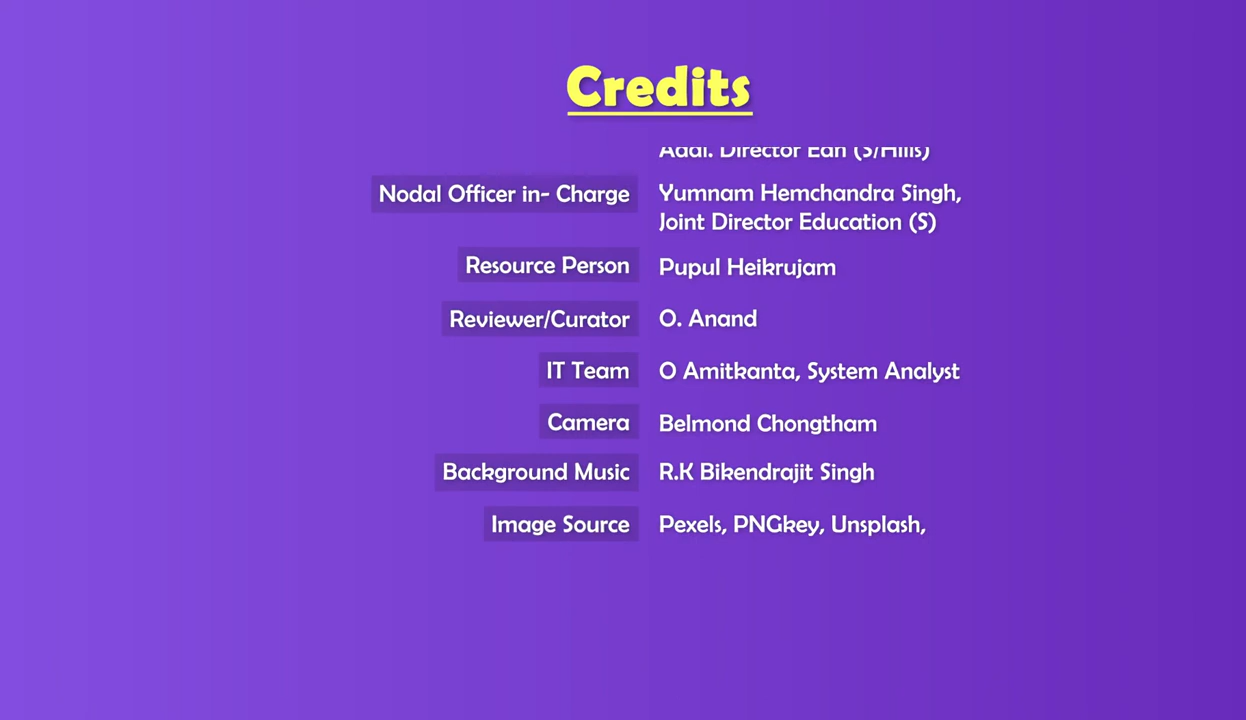 Credits
Addl. Director Edn (S/Hills)
Nodal Officer in- Charge Yumnam Hemchandra Singh,
Joint Director Education (S)
Resource Person Pupul Heikrujam
Reviewer/Curator O. Anand
IT Team O Amitkanta, System Analyst
Camera Belmond Chongtham
Background Music R.K Bikendrajit Singh
Image Source Pexels, PNGkey, Unsplash,